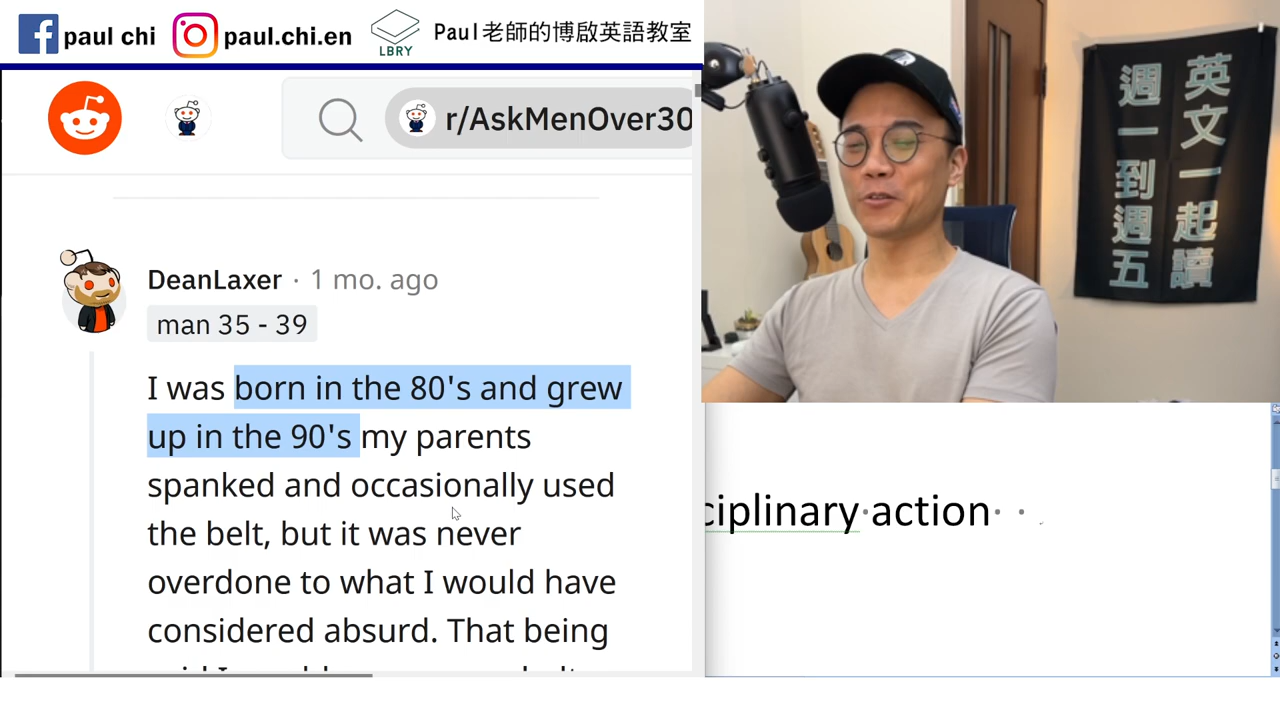 paul chi
paul.chi.en
LBRY
Paul老師的博啟英語教室
r/AskMenOver30
DeanLaxer · 1 mo. ago
man 35 - 39
I was born in the 80's and grew
up in the 90's my parents
spanked and occasionally used
the belt, but it was never
overdone to what I would have
considered absurd. That being
ciplinary·action· ·
英文一起讀
週一到週五